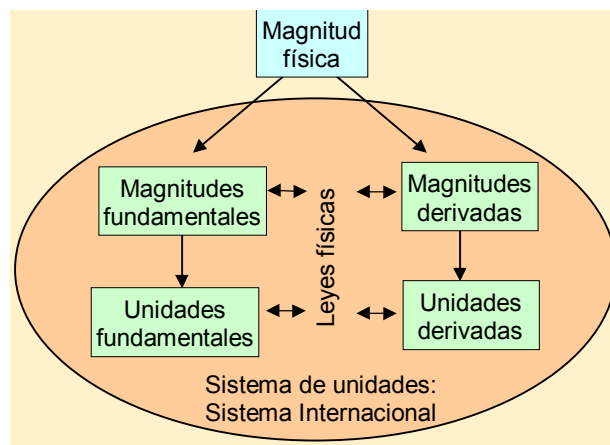 Magnitud
física
Magnitudes
fundamentales
Leyes físicas
Magnitudes
derivadas
Unidades
fundamentales
Unidades
derivadas
Sistema de unidades:
Sistema Internacional